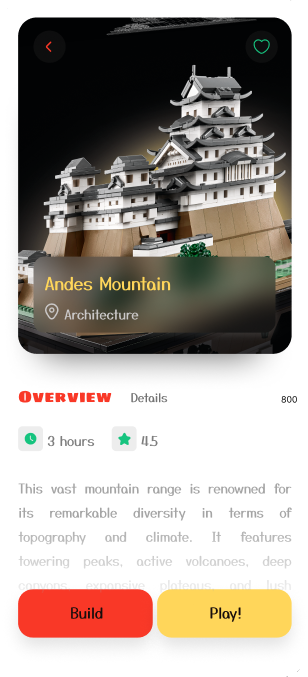 Andes Mountain
Architecture
Overview Details 800
3 hours 4.5
This vast mountain range is renowned for
its remarkable diversity in terms of
topography and climate. It features
towering peaks, active volcanoes, deep
canyons, expansive plateaus, and lush
Build Play!